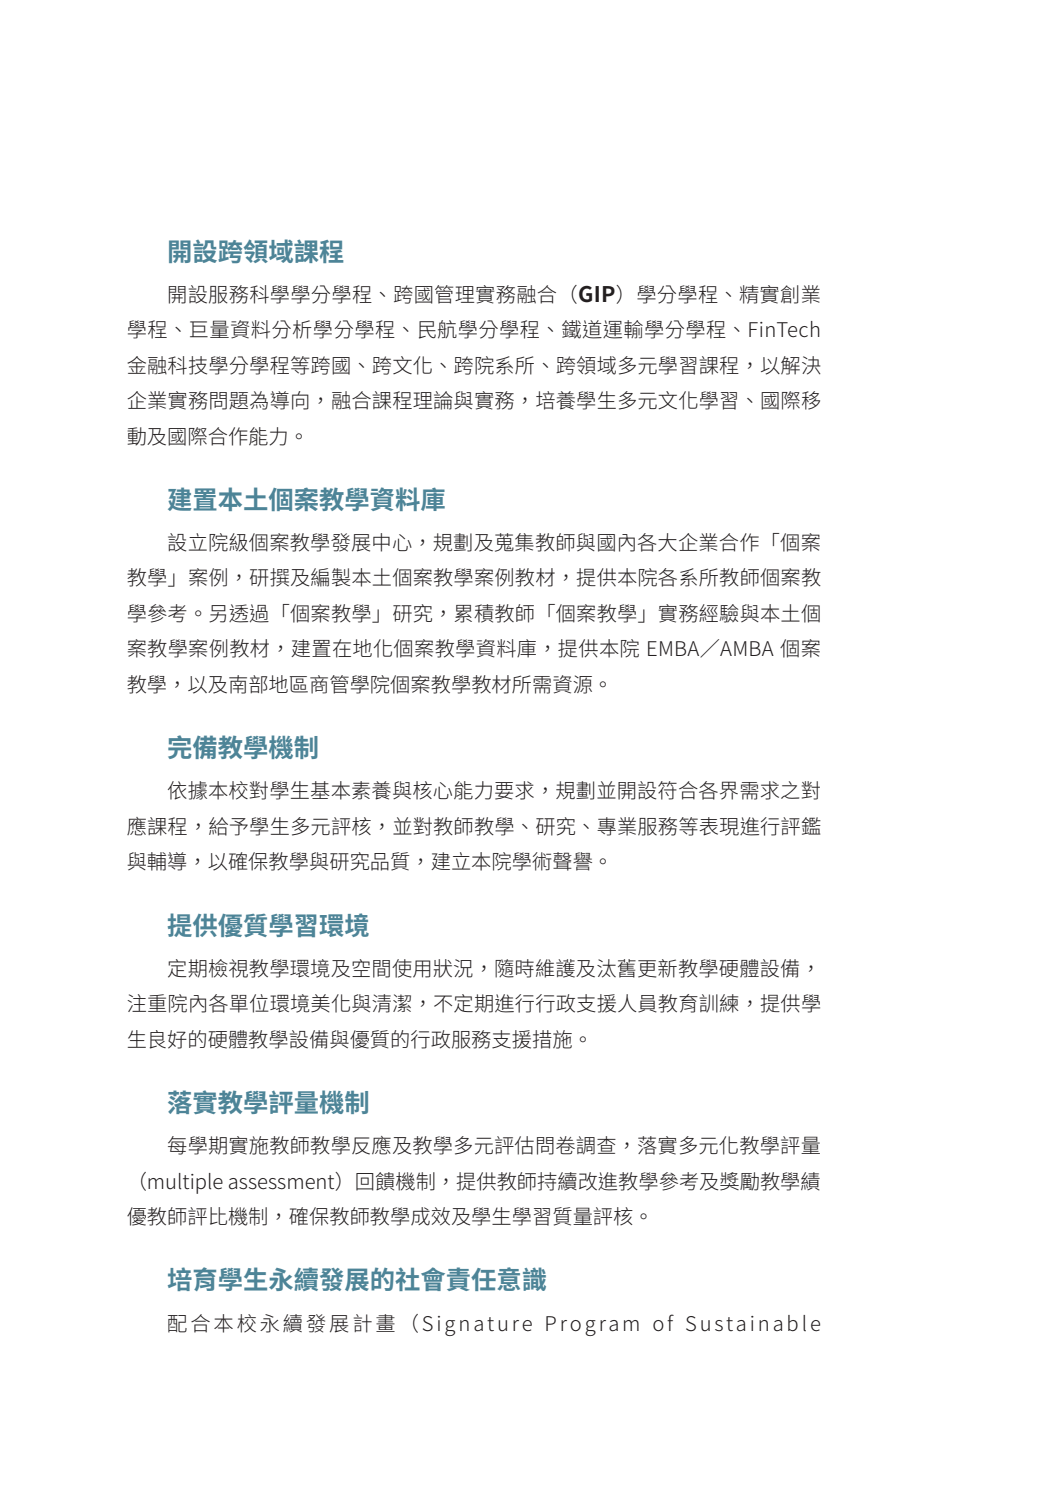 開設跨領域課程
開設服務科學學分學程、跨國管理實務融合（GIP）學分學程、精實創業
學程、巨量資料分析學分學程、民航學分學程、鐵道運輸學分學程、FinTech
金融科技學分學程等跨國、跨文化、跨院系所、跨領域多元學習課程，以解決
企業實務問題為導向，融合課程理論與實務，培養學生多元文化學習、國際移
動及國際合作能力。
建置本土個案教學資料庫
設立院級個案教學發展中心，規劃及蒐集教師與國內各大企業合作「個案
教學」案例，研撰及編製本土個案教學案例教材，提供本院各系所教師個案教
學參考。另透過「個案教學」研究，累積教師「個案教學」實務經驗與本土個
案教學案例教材，建置在地化個案教學資料庫，提供本院 EMBA／AMBA 個案
教學，以及南部地區商管學院個案教學教材所需資源。
完備教學機制
依據本校對學生基本素養與核心能力要求，規劃並開設符合各界需求之對
應課程，給予學生多元評核，並對教師教學、研究、專業服務等表現進行評鑑
與輔導，以確保教學與研究品質，建立本院學術聲譽。
提供優質學習環境
定期檢視教學環境及空間使用狀況，隨時維護及汰舊更新教學硬體設備，
注重院內各單位環境美化與清潔，不定期進行行政支援人員教育訓練，提供學
生良好的硬體教學設備與優質的行政服務支援措施。
落實教學評量機制
每學期實施教師教學反應及教學多元評估問卷調查，落實多元化教學評量
（multiple assessment）回饋機制，提供教師持續改進教學參考及獎勵教學績
優教師評比機制，確保教師教學成效及學生學習質量評核。
培育學生永續發展的社會責任意識
配合本校永續發展計畫（Signature Program of Sustainable